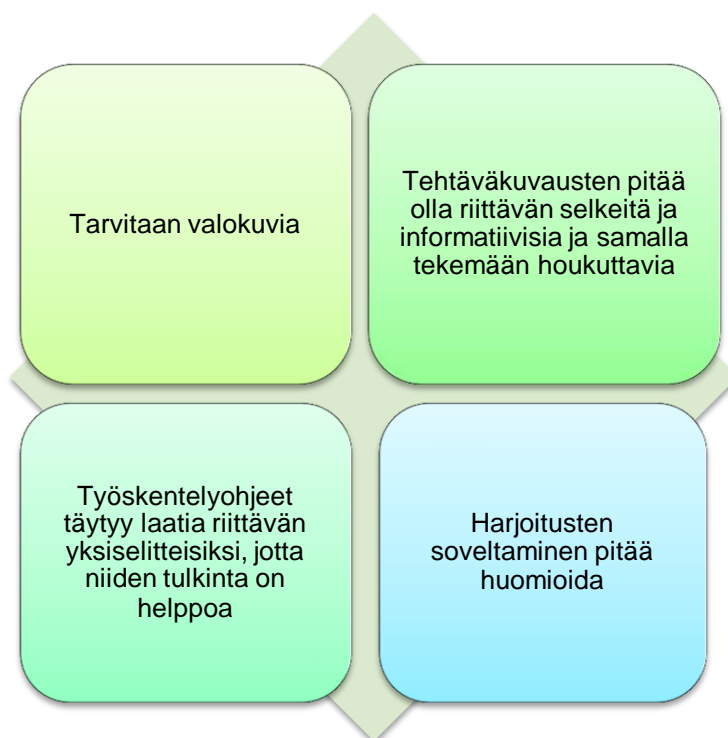 Tarvitaan valokuvia
Tehtäväkuvausten pitää
olla riittävän selkeitä ja
informatiivisia ja samalla
tekemään houkuttavia
Työskentelyohjeet
täytyy laatia riittävän
yksiselitteisiksi, jotta
niiden tulkinta on
helppoa
Harjoitusten
soveltaminen pitää
huomioida